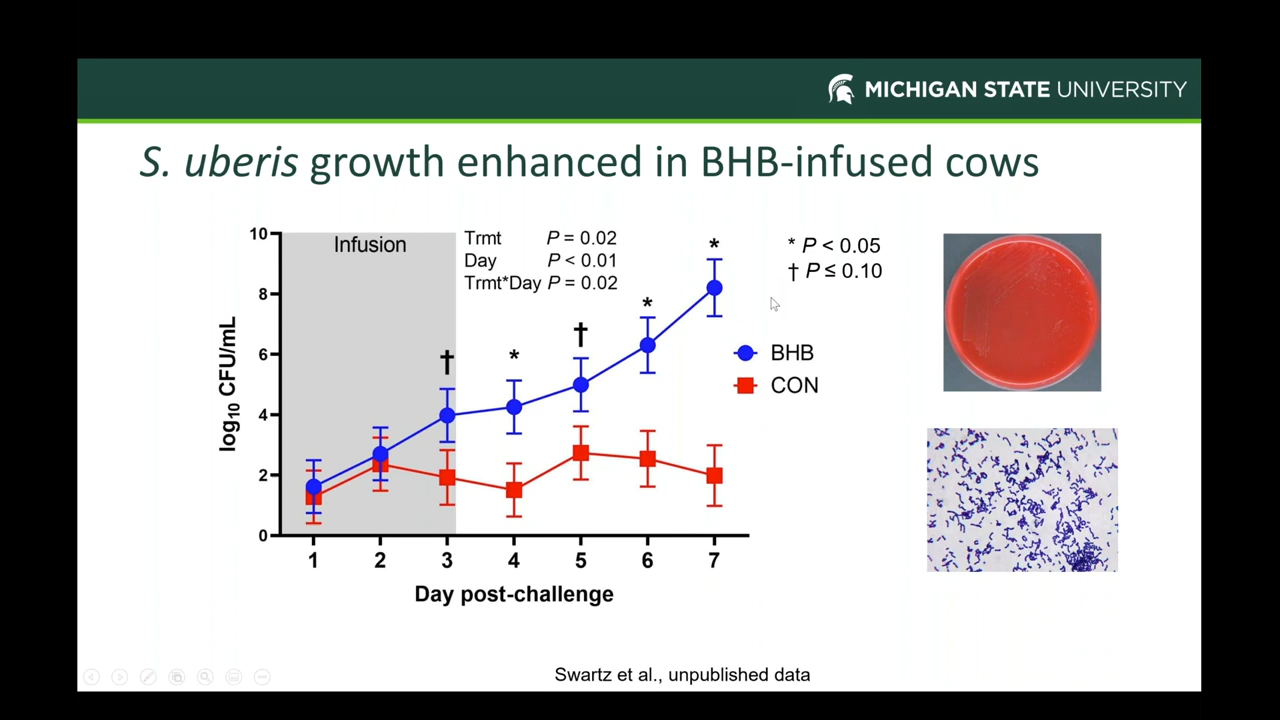 MICHIGAN STATE UNIVERSITY
S. uberis growth enhanced in BHB-infused cows
Infusion
Trmt P = 0.02
Day P < 0.01
Trmt*Day P = 0.02
* P < 0.05
† P ≤ 0.10
10
8
6
4
2
0
log10 CFU/mL
†
*
†
*
*
BHB
CON
1 2 3 4 5 6 7
Day post-challenge
Swartz et al., unpublished data